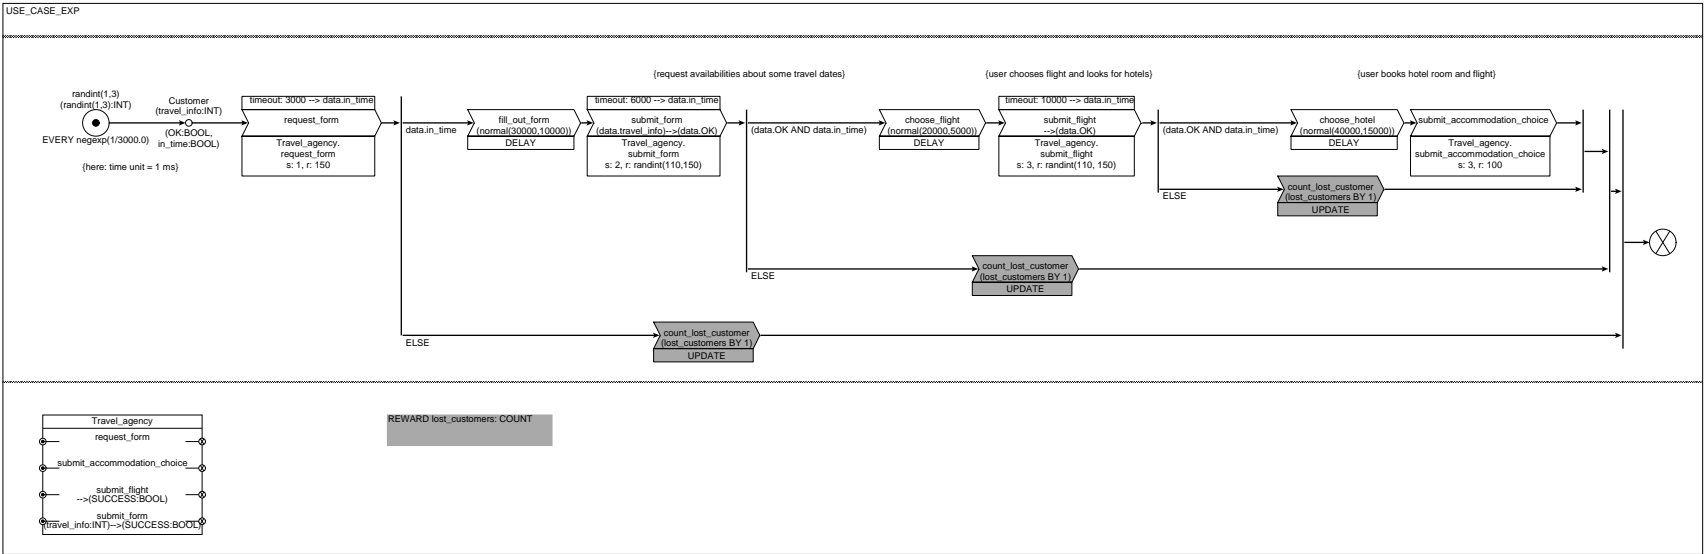 USE_CASE_EXP
{request availabilities about some travel dates}
{user chooses flight and looks for hotels}
{user books hotel room and flight}
randint(1,3)
(randint(1,3):INT)
EVERY negexp(1/3000.0)
{here: time unit = 1 ms}
Customer
(travel_info:INT)
(OK:BOOL,
in_time:BOOL)
timeout: 3000 --> data.in_time
request_form
Travel_agency.
request_form
s: 1, r: 150
data.in_time
fill_out_form
(normal(30000,10000))
DELAY
timeout: 6000 --> data.in_time
submit_form
(data.travel_info)-->(data.OK)
Travel_agency.
submit_form
s: 2, r: randint(110,150)
(data.OK AND data.in_time)
choose_flight
(normal(20000,5000))
DELAY
timeout: 10000 --> data.in_time
submit_flight
-->(data.OK)
Travel_agency.
submit_flight
s: 3, r: randint(110, 150)
(data.OK AND data.in_time)
choose_hotel
(normal(40000,15000))
DELAY
submit_accommodation_choice
Travel_agency.
submit_accommodation_choice
s: 3, r: 100
ELSE
count_lost_customer
(lost_customers BY 1)
UPDATE
ELSE
count_lost_customer
(lost_customers BY 1)
UPDATE
ELSE
count_lost_customer
(lost_customers BY 1)
UPDATE
Travel_agency
request_form
submit_accommodation_choice
submit_flight
-->(SUCCESS:BOOL)
submit_form
(travel_info:INT)-->(SUCCESS:BOOL)
REWARD lost_customers: COUNT